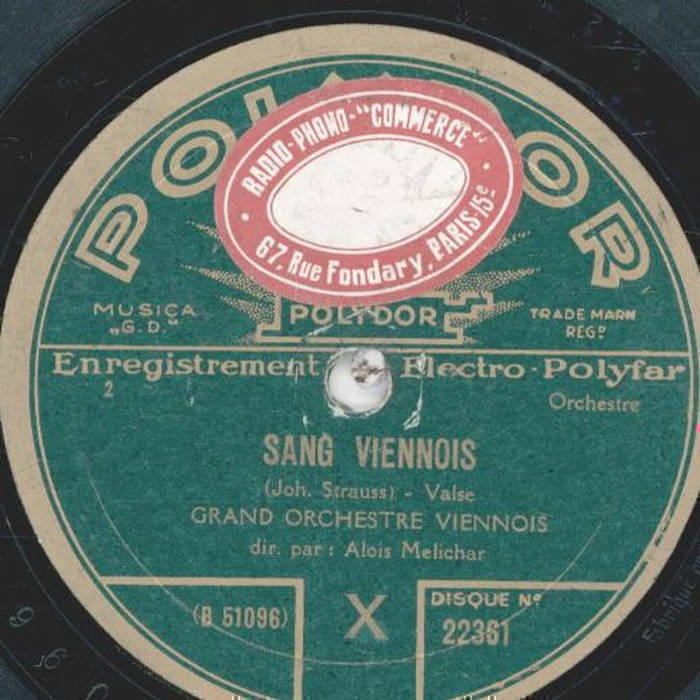 POLYDOR
RADIO-PHONO-"COMMERCE"
67, Rue Fondary, PARIS-15e
MUSICA
„G.D."
POLYDOR
TRADE MARK
REGD
Enregistrement Electro-Polyfar
2
Orchestre
SANG VIENNOIS
(Joh. Strauss) - Valse
GRAND ORCHESTRE VIENNOIS
dir. par : Alois Melichar
(B 51096)
X
DISQUE No
22361